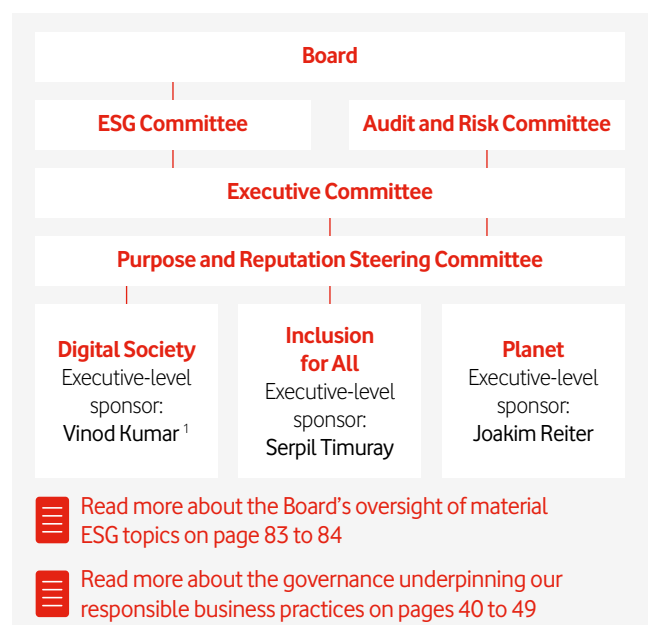 Board
ESG Committee
Audit and Risk Committee
Executive Committee
Purpose and Reputation Steering Committee
Digital Society
Executive-level
sponsor:
Vinod Kumar 1
Inclusion
for All
Executive-level
sponsor:
Serpil Timuray
Planet
Executive-level
sponsor:
Joakim Reiter
Read more about the Board’s oversight of material
ESG topics on page 83 to 84
Read more about the governance underpinning our
responsible business practices on pages 40 to 49